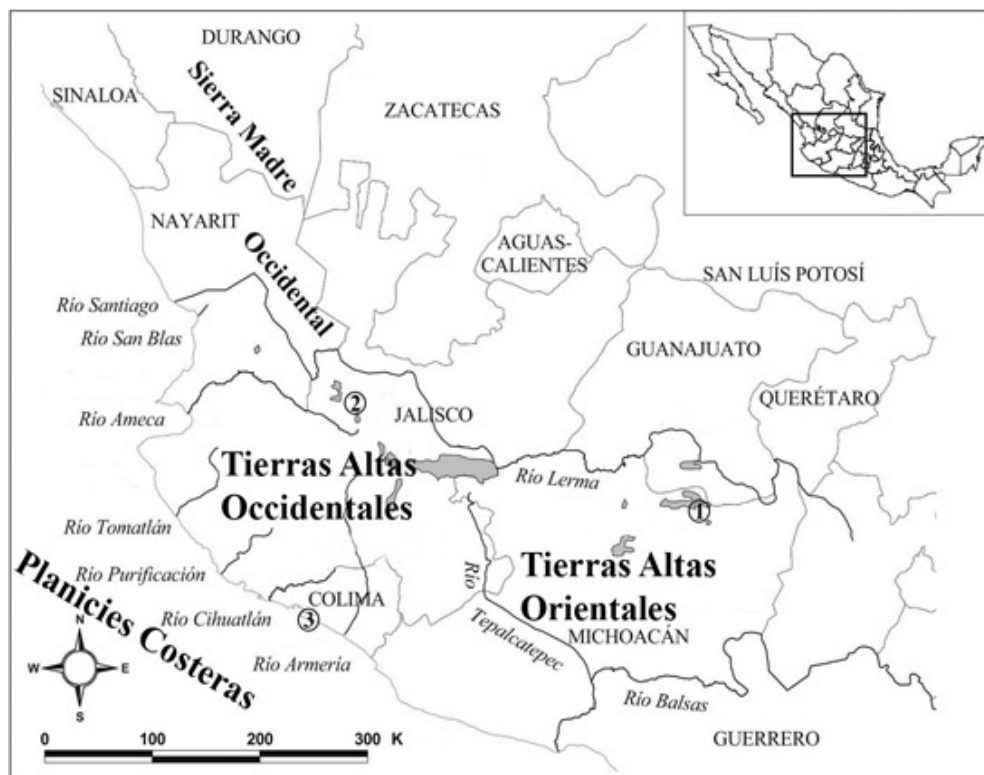 DURANGO
SINALOA
Sierra Madre
ZACATECAS
NAYARIT
Occidental
AGUAS-
CALIENTES
SAN LUÍS POTOSÍ
Río Santiago
Río San Blas
GUANAJUATO
QUERÉTARO
Río Ameca
2
JALISCO
Tierras Altas
Occidentales
Río Lerma
1
Río Tomatlán
Tierras Altas
Orientales
Río Purificación
COLIMA
Río
Tepalcatepec
MICHOACÁN
Planicies Costeras
Río Cihuatlán
3
Río Armería
Río Balsas
GUERRERO
N
W
E
S
0
100
200
300
K